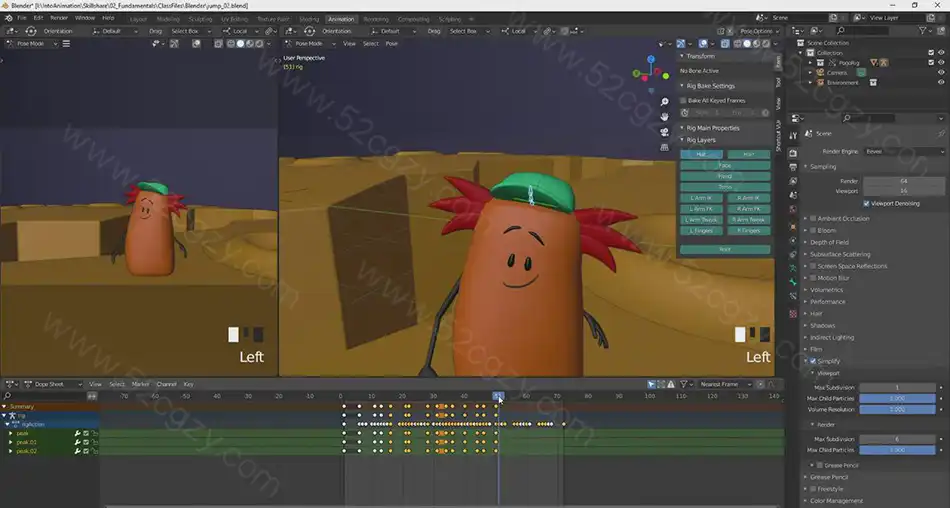 Blender* [I:\IntoAnimation\Skillshare\02_Fundamentals\ClassFiles\Blender\jump_02.blend]
File Edit Render Window Help Layout Modeling Sculpting UV Editing Texture Paint Shading Animation Rendering Compositing Scripting
Scene View Layer
Orientation: Default Drag: Select Box Local
Orientation: Default Drag: Select Box Local Pose Options
Pose Mode
Pose Mode View Select Pose
User Perspective
(51) rig
Transform
No Bone Active
Rig Bake Settings
Bake All Keyed Frames
Rig Main Properties
Rig Layers
Hat Hair
Face
Torso
L Arm IK R Arm IK
L Arm FK R Arm FK
L Arm Tweak R Arm Tweak
L Fingers R Fingers
Root
Item
Tool
View
Left
Left
Scene Collection
Collection
PogoRig
Camera
Environment
Scene
Render Engine Eevee
Sampling
Render 64
Viewport 16
Viewport Denoising
Ambient Occlusion
Bloom
Depth of Field
Subsurface Scattering
Screen Space Reflections
Motion Blur
Volumetrics
Performance
Hair
Shadows
Indirect Lighting
Film
Simplify
Viewport
Max Subdivision 1
Max Child Particles 1.000
Volume Resolution 1.000
Render
Max Subdivision 6
Max Child Particles 1.000
Grease Pencil
Grease Pencil
Freestyle
Color Management
Dope Sheet View Select Marker Channel Key Nearest Frame
-70 -60 -50 -40 -30 -20 -10 0 10 20 30 40 51 60 70 80 90 100 110 120 130 140
Summary
rig
rigAction
peak
peak.01
peak.02
www.52cgzy.com